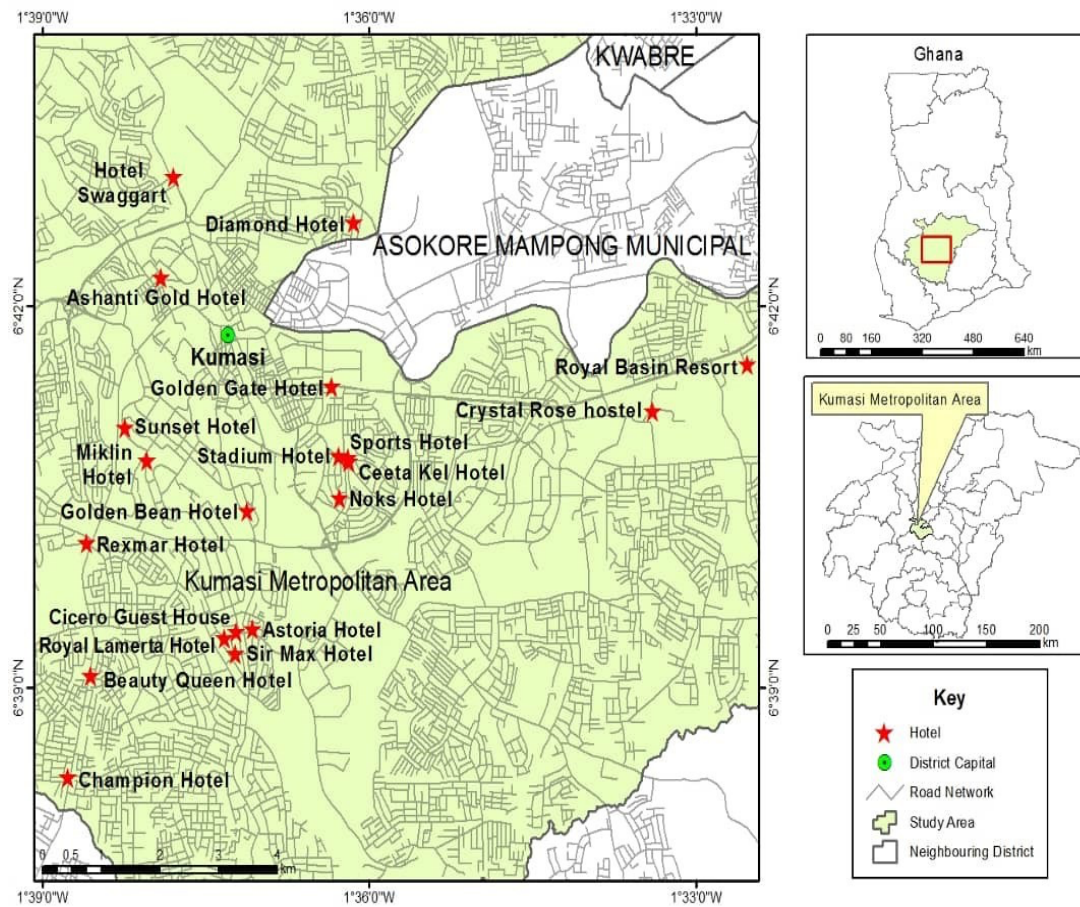 1°39'0"W
1°36'0"W
1°33'0"W
KWABRE
Hotel
Swaggart
Diamond Hotel
ASOKORE MAMPONG MUNICIPAL
Ashanti Gold Hotel
6°42'0"N
6°42'0"N
Kumasi
Royal Basin Resort
Golden Gate Hotel
Crystal Rose hostel
Sunset Hotel
Sports Hotel
Miklin
Hotel
Stadium Hotel
Ceeta Kel Hotel
Noks Hotel
Golden Bean Hotel
Rexmar Hotel
Kumasi Metropolitan Area
Cicero Guest House
Astoria Hotel
Royal Lamerta Hotel
Sir Max Hotel
Beauty Queen Hotel
6°39'0"N
6°39'0"N
Champion Hotel
0 0.5 1 2 3 4
km
1°39'0"W
1°36'0"W
1°33'0"W
Ghana
0 80 160 320 480 640
km
Kumasi Metropolitan Area
0 25 50 100 150 200
km
Key
Hotel
District Capital
Road Network
Study Area
Neighbouring District